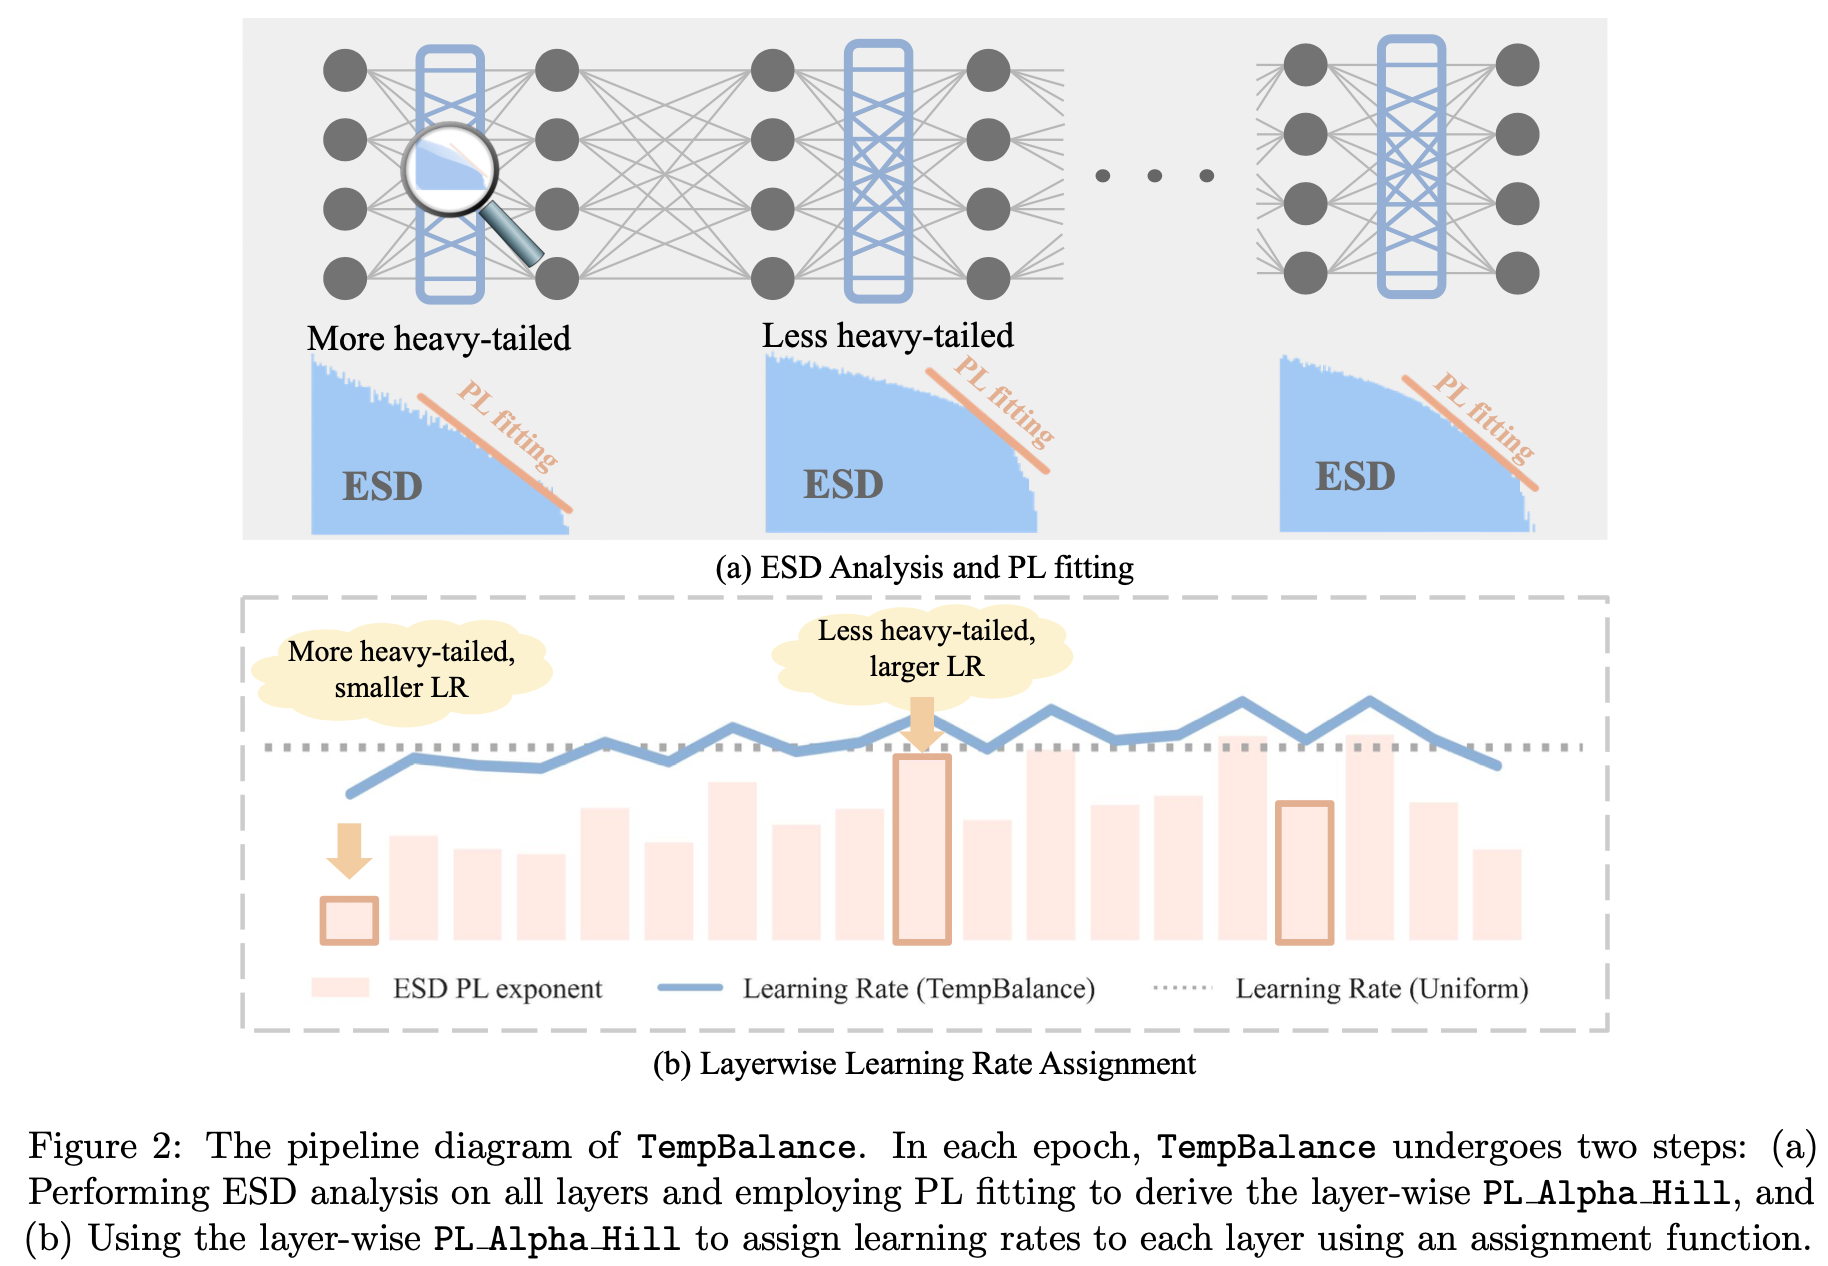 More heavy-tailed
Less heavy-tailed
PL fitting
PL fitting
PL fitting
ESD
ESD
ESD
(a) ESD Analysis and PL fitting
More heavy-tailed,
smaller LR
Less heavy-tailed,
larger LR
ESD PL exponent
Learning Rate (TempBalance)
Learning Rate (Uniform)
(b) Layerwise Learning Rate Assignment
Figure 2: The pipeline diagram of TempBalance. In each epoch, TempBalance undergoes two steps: (a)
Performing ESD analysis on all layers and employing PL fitting to derive the layer-wise PL_Alpha_Hill, and
(b) Using the layer-wise PL_Alpha_Hill to assign learning rates to each layer using an assignment function.